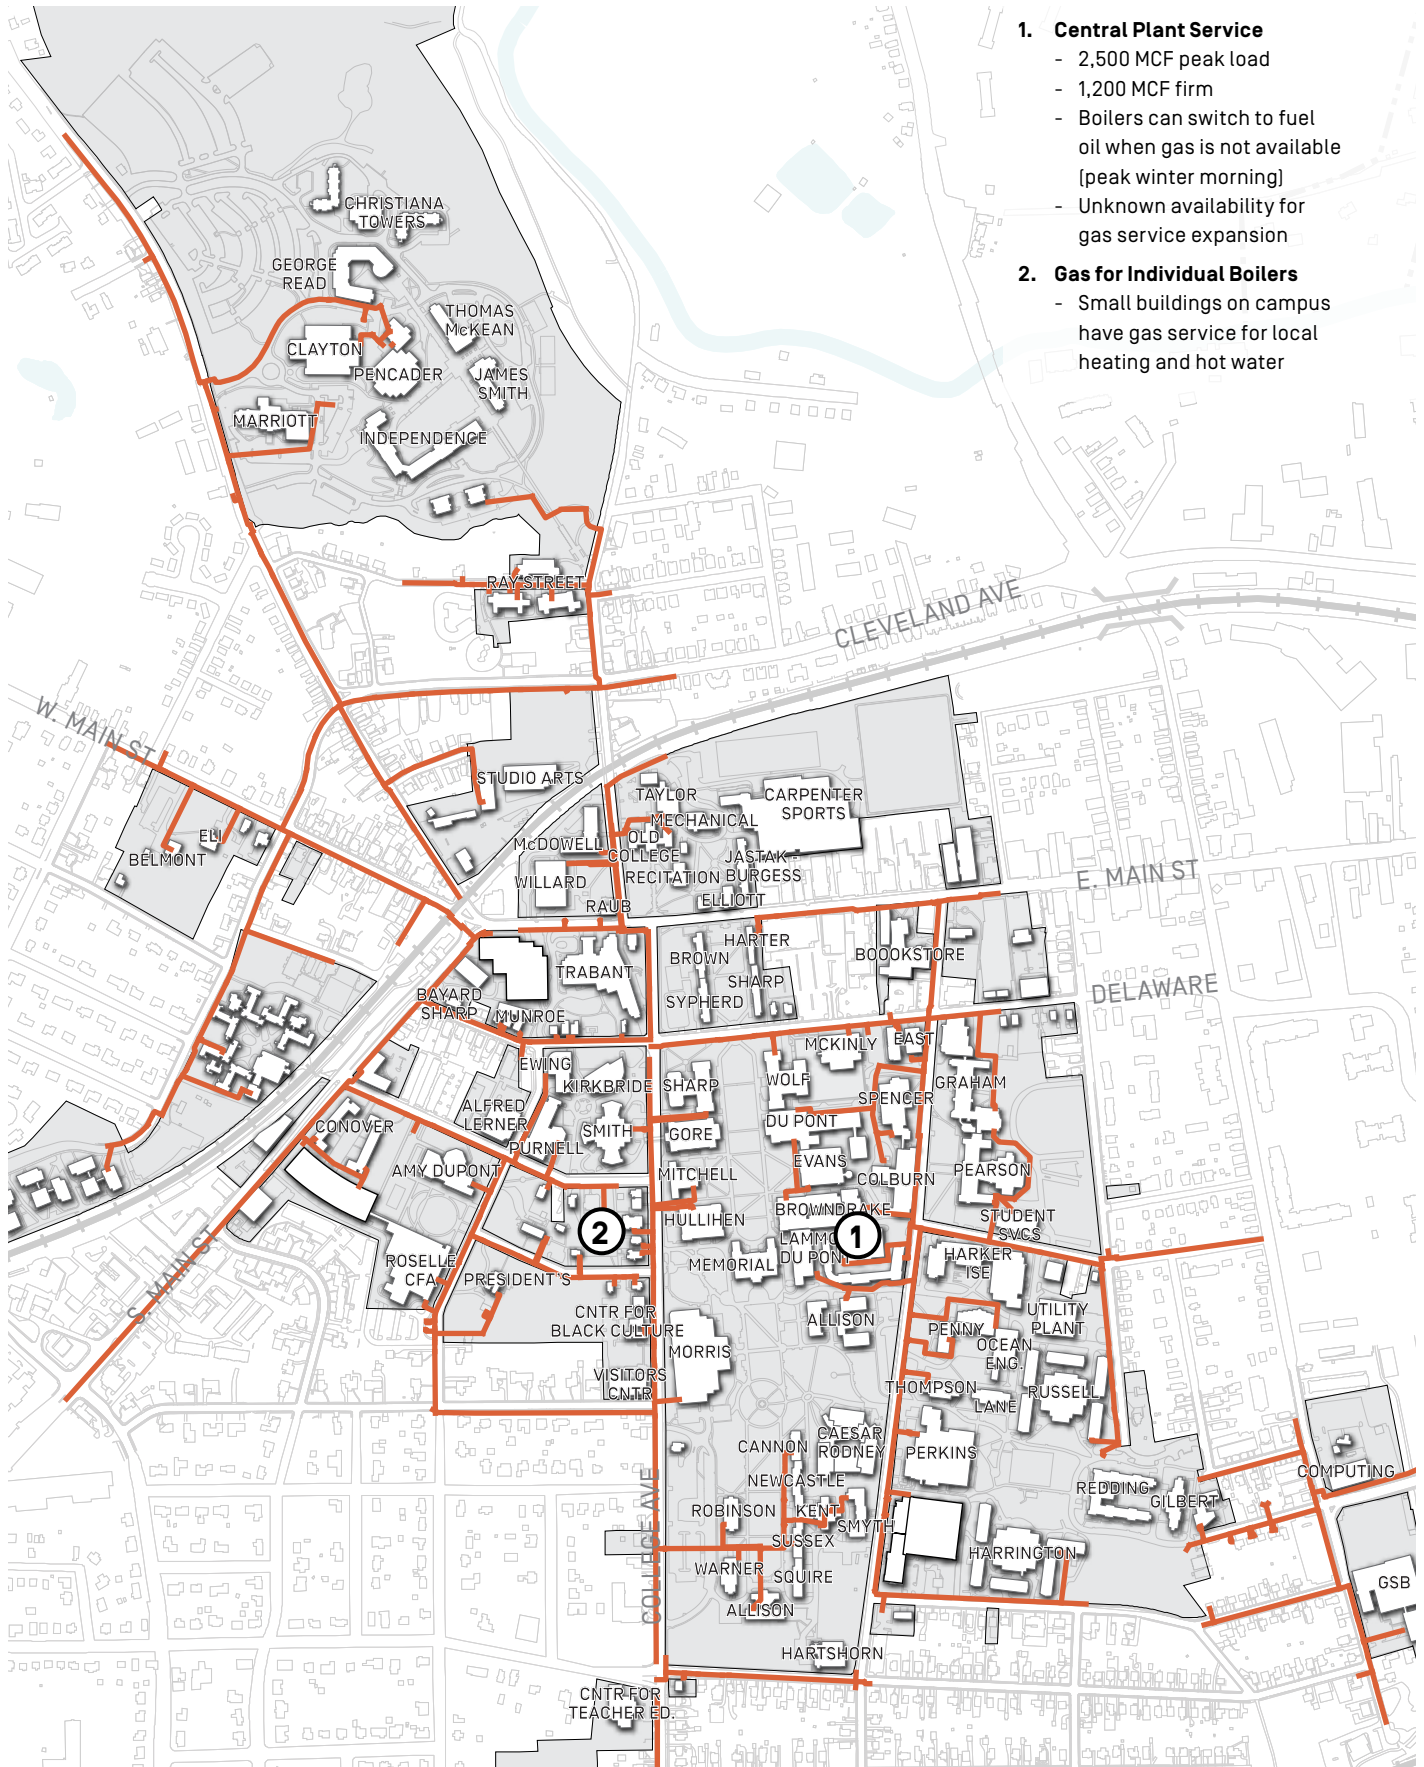 1. Central Plant Service
- 2,500 MCF peak load
- 1,200 MCF firm
- Boilers can switch to fuel
oil when gas is not available
(peak winter morning)
- Unknown availability for
gas service expansion
2. Gas for Individual Boilers
- Small buildings on campus
have gas service for local
heating and hot water
CHRISTIANA
TOWERS
GEORGE
READ
THOMAS
McKEAN
CLAYTON
PENCADER
JAMES
SMITH
MARRIOTT
INDEPENDENCE
RAY STREET
CLEVELAND AVE
W. MAIN ST
STUDIO ARTS
TAYLOR
CARPENTER
SPORTS
MECHANICAL
McDOWELL
OLD
COLLEGE
ELI
BELMONT
JASTAK -
BURGESS
WILLARD
RECITATION
E. MAIN ST
ELLIOTT
RAUB
HARTER
BROWN
BOOOKSTORE
TRABANT
SHARP
DELAWARE
SYPHERD
BAYARD
SHARP
MUNROE
MCKINLY
EAST
EWING
KIRKBRIDE
SHARP
WOLF
GRAHAM
SPENCER
ALFRED
LERNER
DU PONT
CONOVER
SMITH
GORE
PURNELL
EVANS
AMY DUPONT
MITCHELL
PEARSON
COLBURN
BROWN
DRAKE
STUDENT
SVCS
HULLIHEN
2
1
LAMMO
DU PONT
HARKER
ISE
MEMORIAL
ROSELLE
CFA
PRESIDENT'S
S. MAIN ST
CNTR FOR
BLACK CULTURE
ALLISON
UTILITY
PLANT
PENNY
OCEAN
ENG.
MORRIS
VISITORS
CNTR
THOMPSON
LANE
RUSSELL
CANNON
CAESAR
RODNEY
PERKINS
COMPUTING
NEWCASTLE
REDDING
GILBERT
COLLEGE AVE
ROBINSON
KENT
SMYTH
SUSSEX
HARRINGTON
WARNER
SQUIRE
GSB
ALLISON
HARTSHORN
CNTR FOR
TEACHER ED.